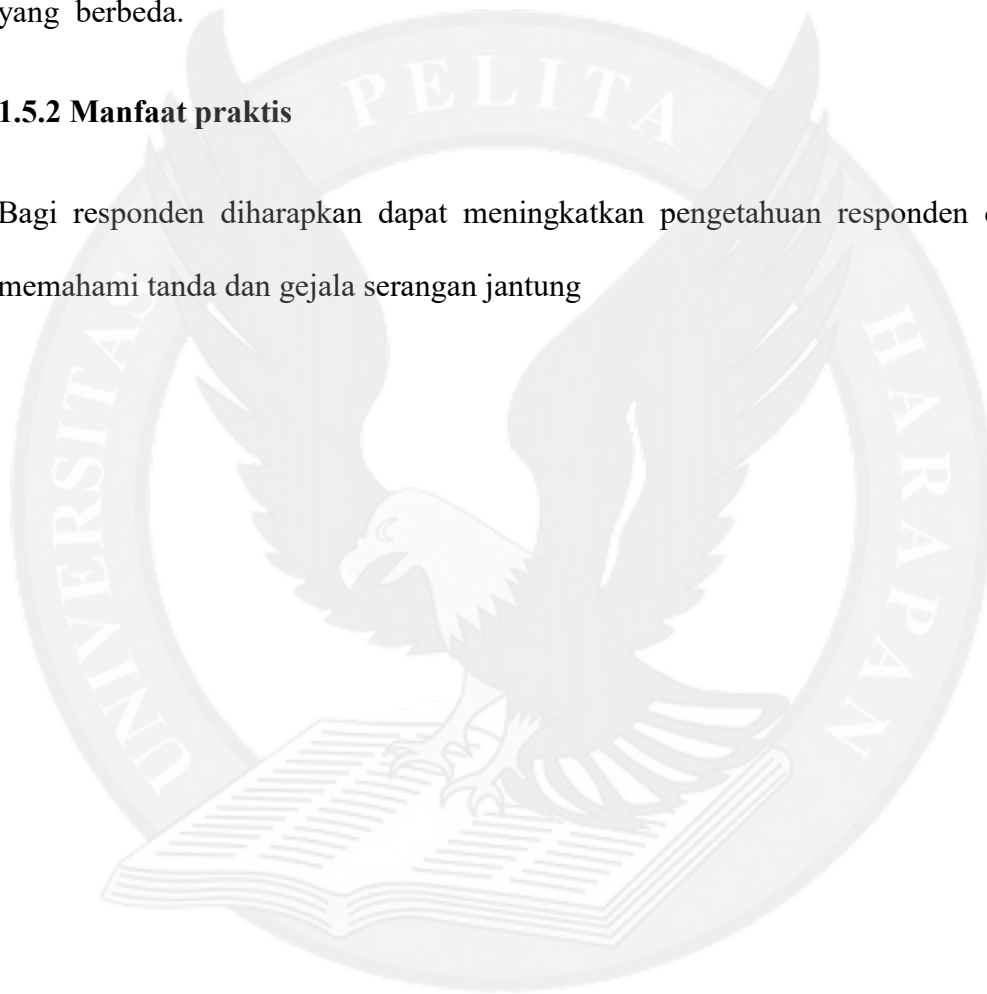 yang berbeda.
1.5.2 Manfaat praktis
Bagi responden diharapkan dapat meningkatkan pengetahuan responden
memahami tanda dan gejala serangan jantung
UNIVERSITAS PELITA HARAPAN